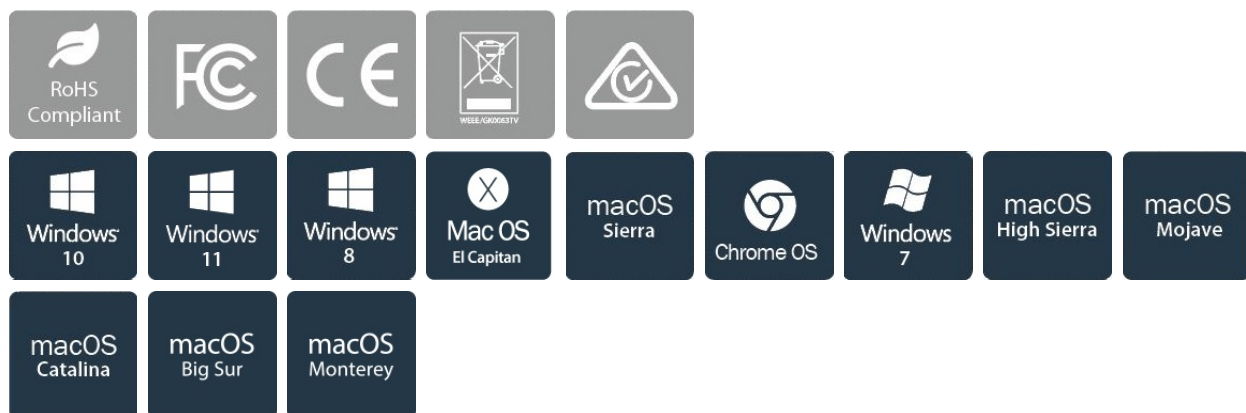 RoHS
Compliant
FC
CE
WEEE/GK0083TV
Windows
10
Windows
11
Windows
8
X
Mac OS
El Capitan
macOS
Sierra
Chrome OS
Windows
7
macOS
High Sierra
macOS
Mojave
macOS
Catalina
macOS
Big Sur
macOS
Monterey